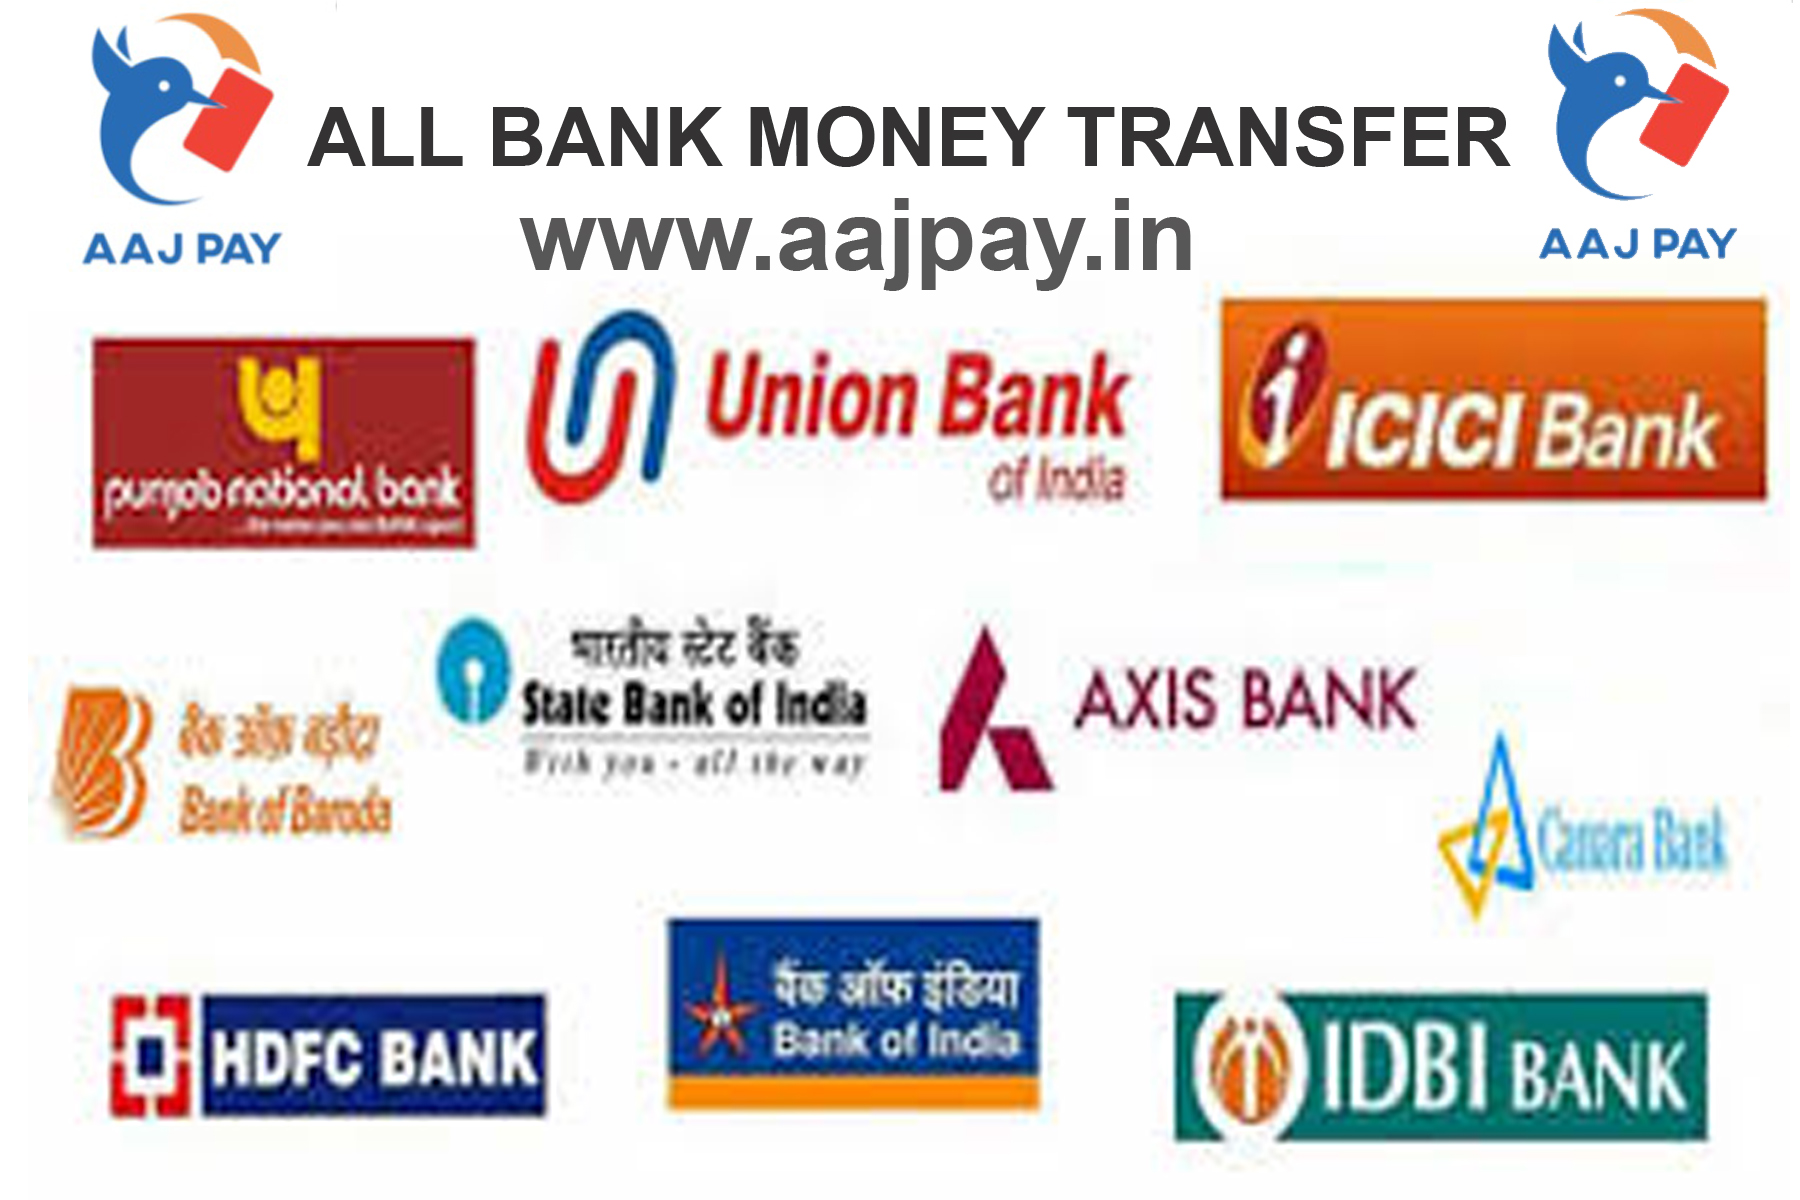 ALL BANK MONEY TRANSFER
www.aajpay.in
AAJ PAY
AAJ PAY
punjab national bank
Union Bank
of India
ICICI Bank
बैंक ऑफ़ बड़ौदा
Bank of Baroda
भारतीय स्टेट बैंक
State Bank of India
With you - all the way
AXIS BANK
Canara Bank
HDFC BANK
बैंक ऑफ इंडिया
Bank of India
IDBI BANK